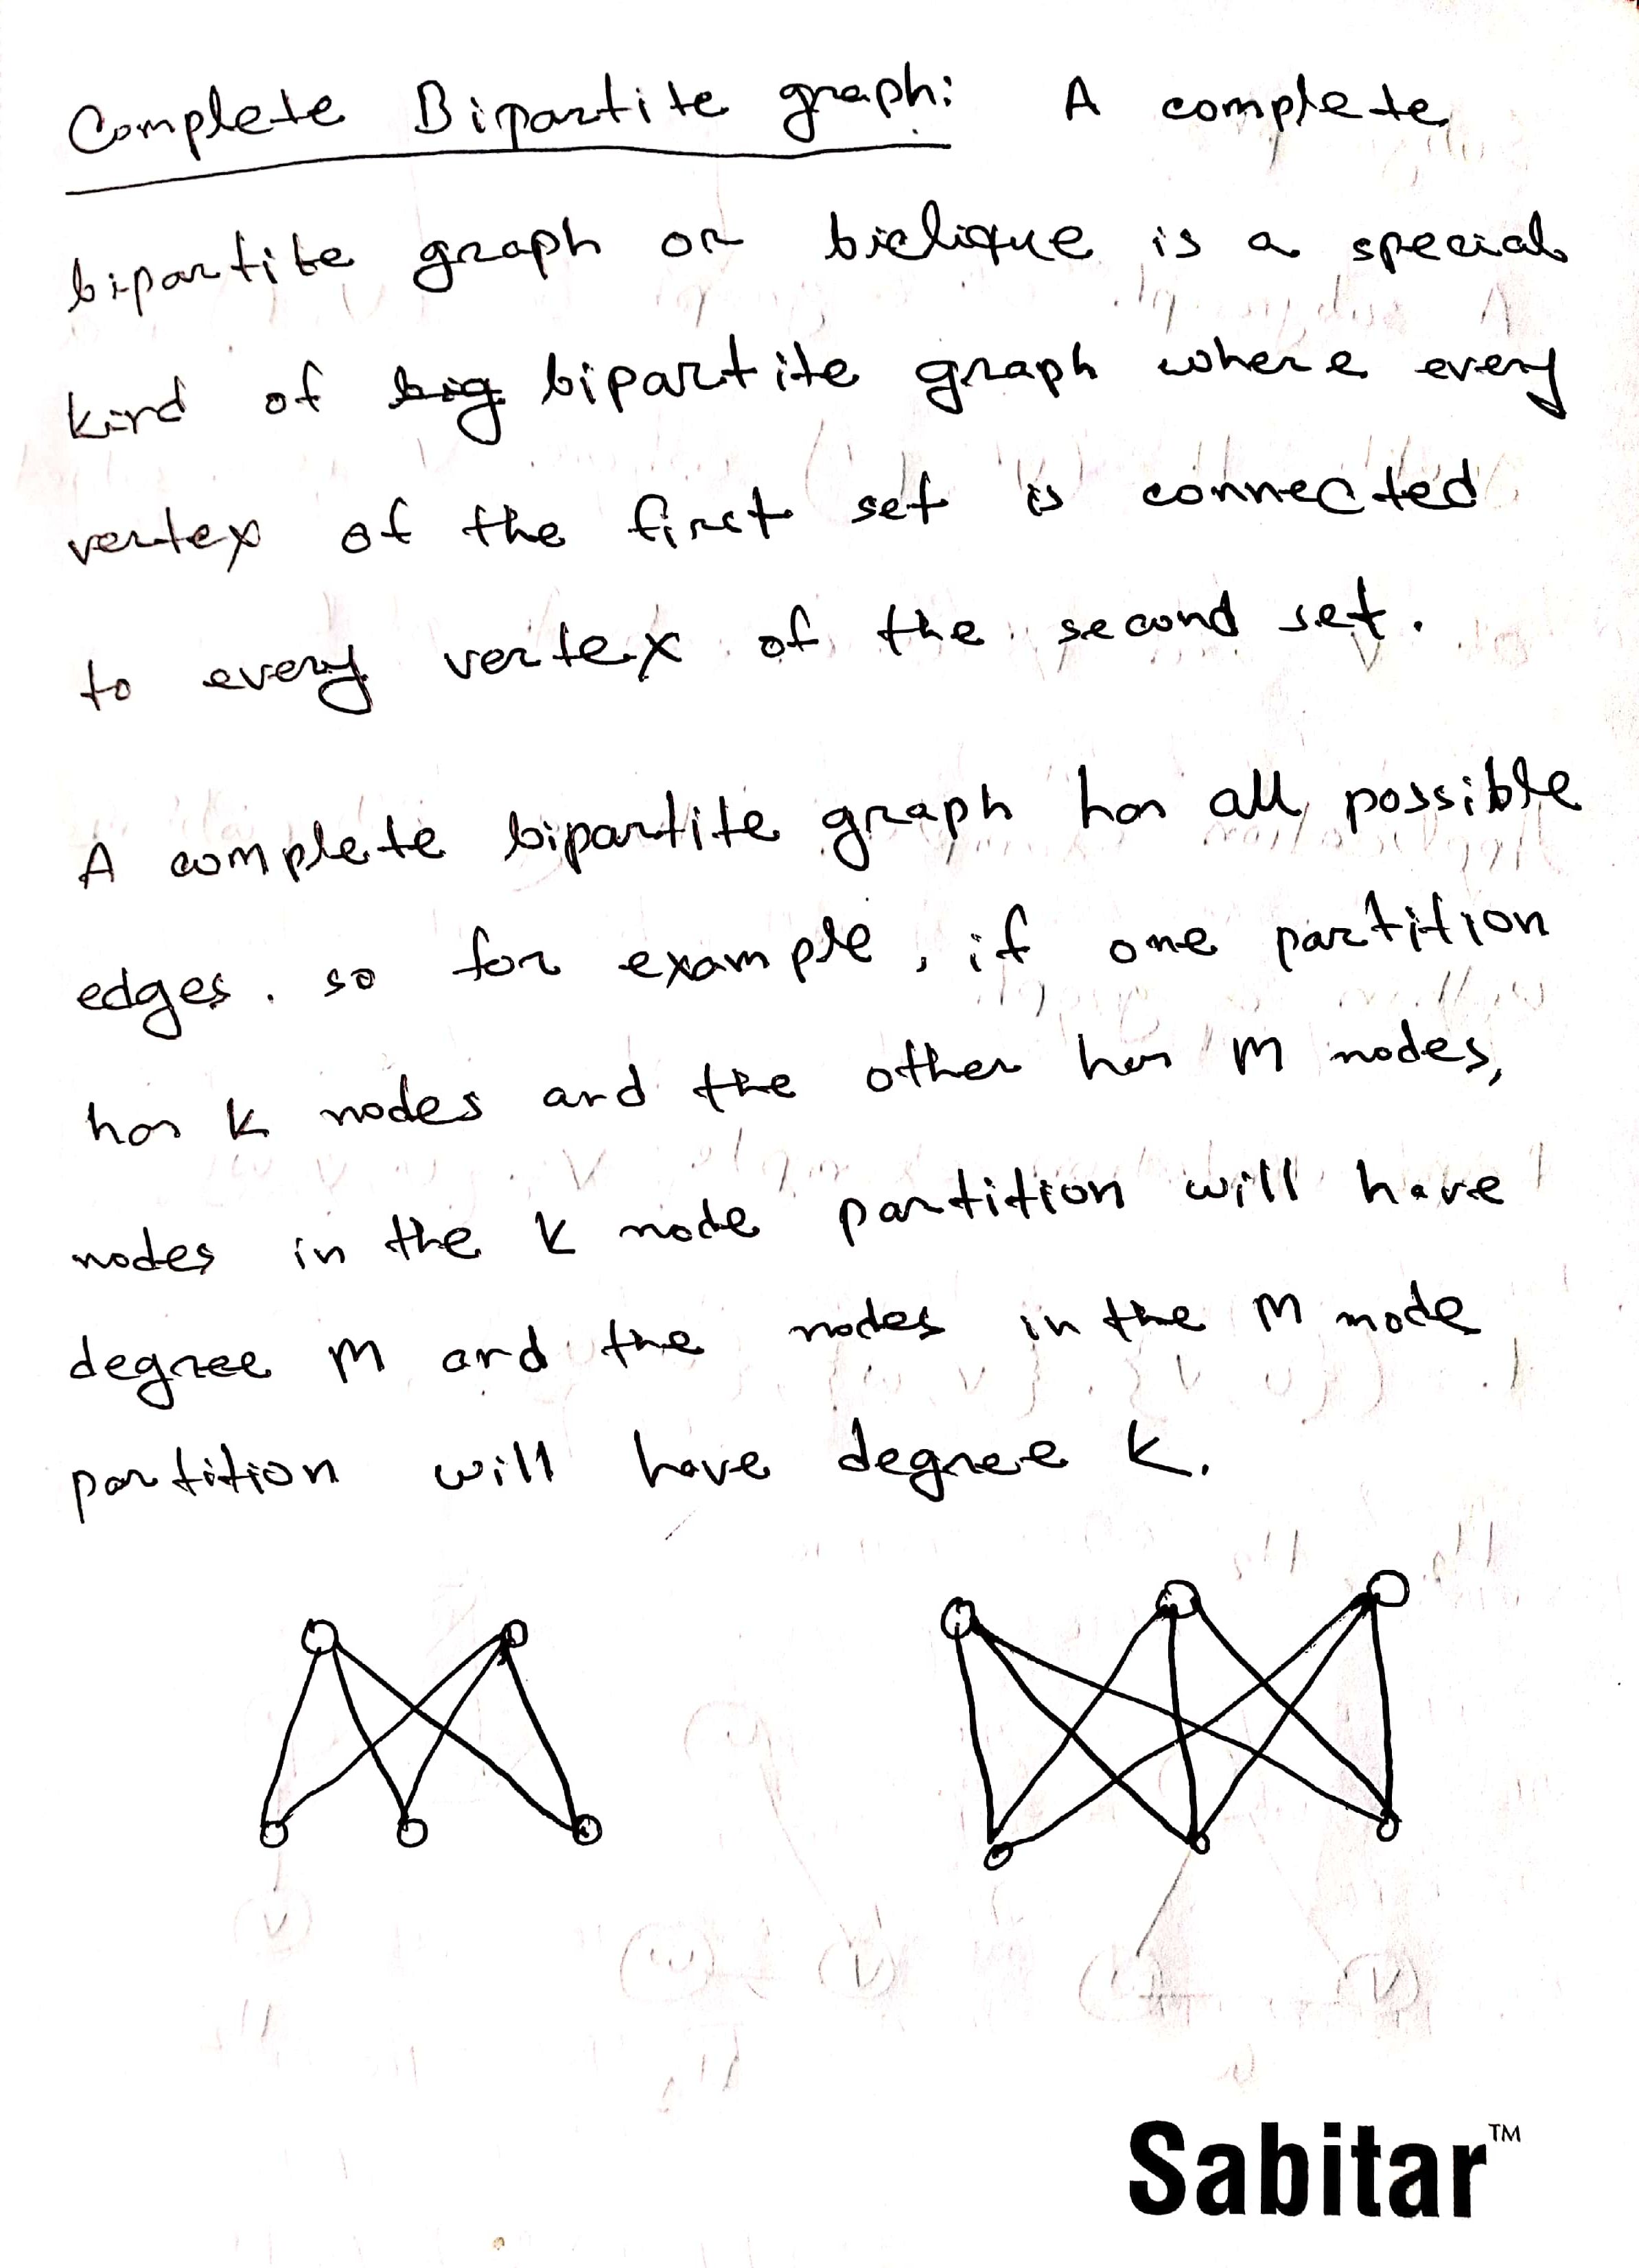 Complete Bipartite graph: A complete
bipartite graph or biclique is a special
kind of big bipartite graph where every
vertex of the first set is connected
to every vertex of the second set.
A complete bipartite graph has all possible
edges. so for example, if one partition
has K nodes and the other has M nodes,
nodes in the K node partition will have
degree M and the nodes in the M node
partition will have degree K.
Sabitar™